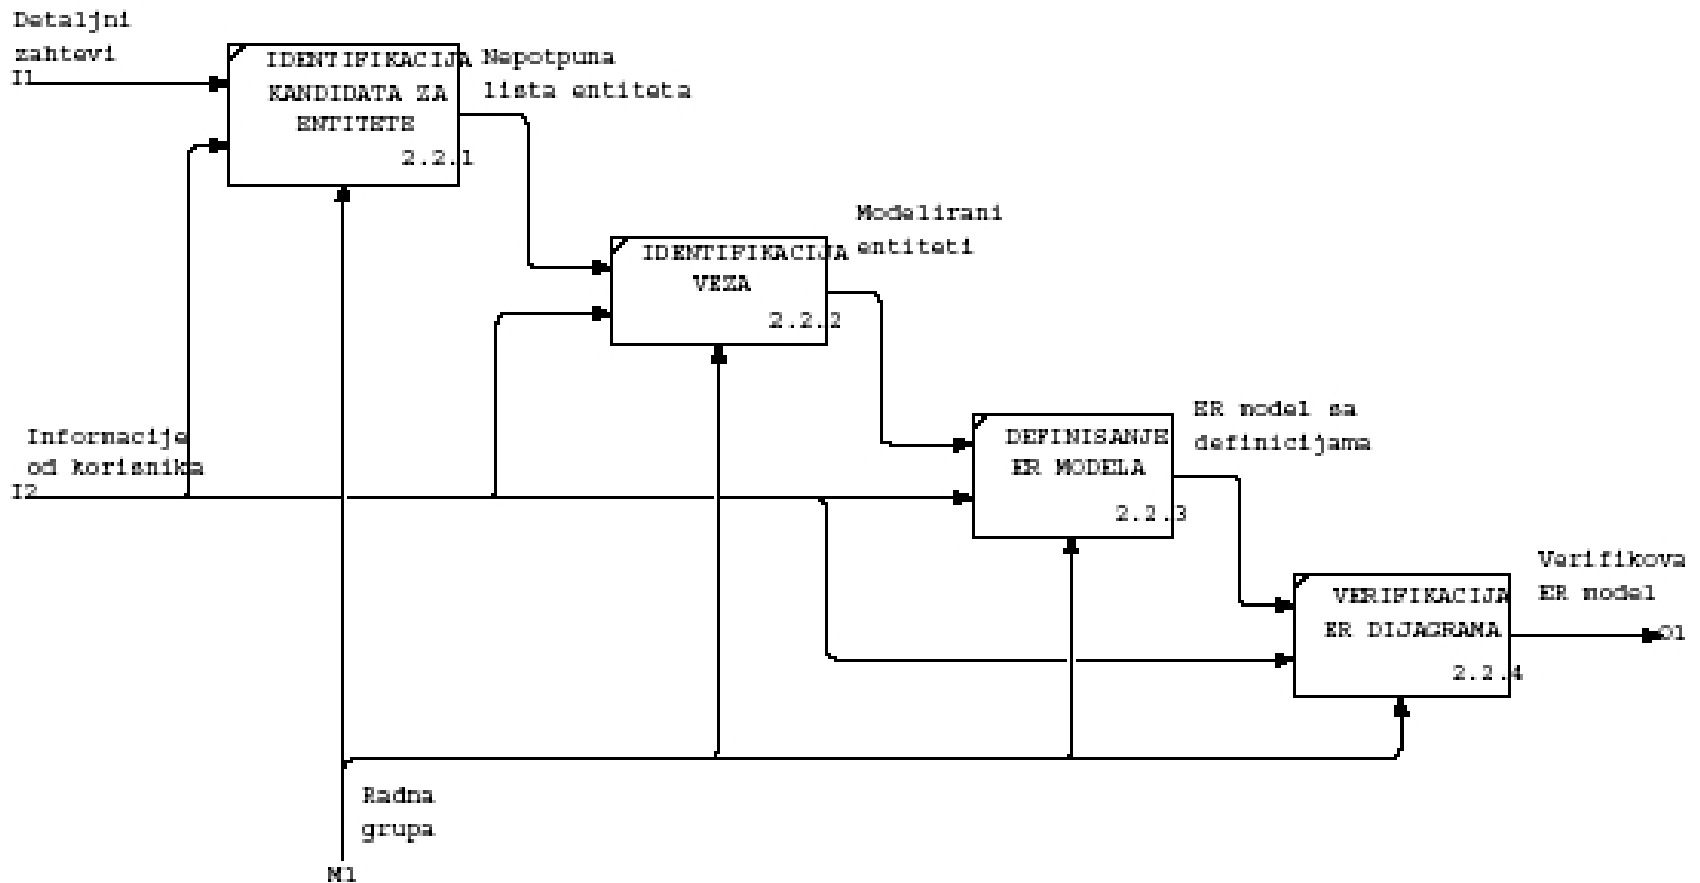 Detaljni
zahtevi
I1
IDENTIFIKACIJA
KANDIDATA ZA
ENTITETE
2.2.1
Nepotpuna
lista entiteta
Modelirani
entiteti
IDENTIFIKACIJA
VEZA
2.2.2
ER model sa
definicijama
DEFINISANJE
ER MODELA
2.2.3
Informacije
od korisnika
I2
Verifikova
ER model
VERIFIKACIJA
ER DIJAGRAMA
O1
2.2.4
Radna
grupa
M1